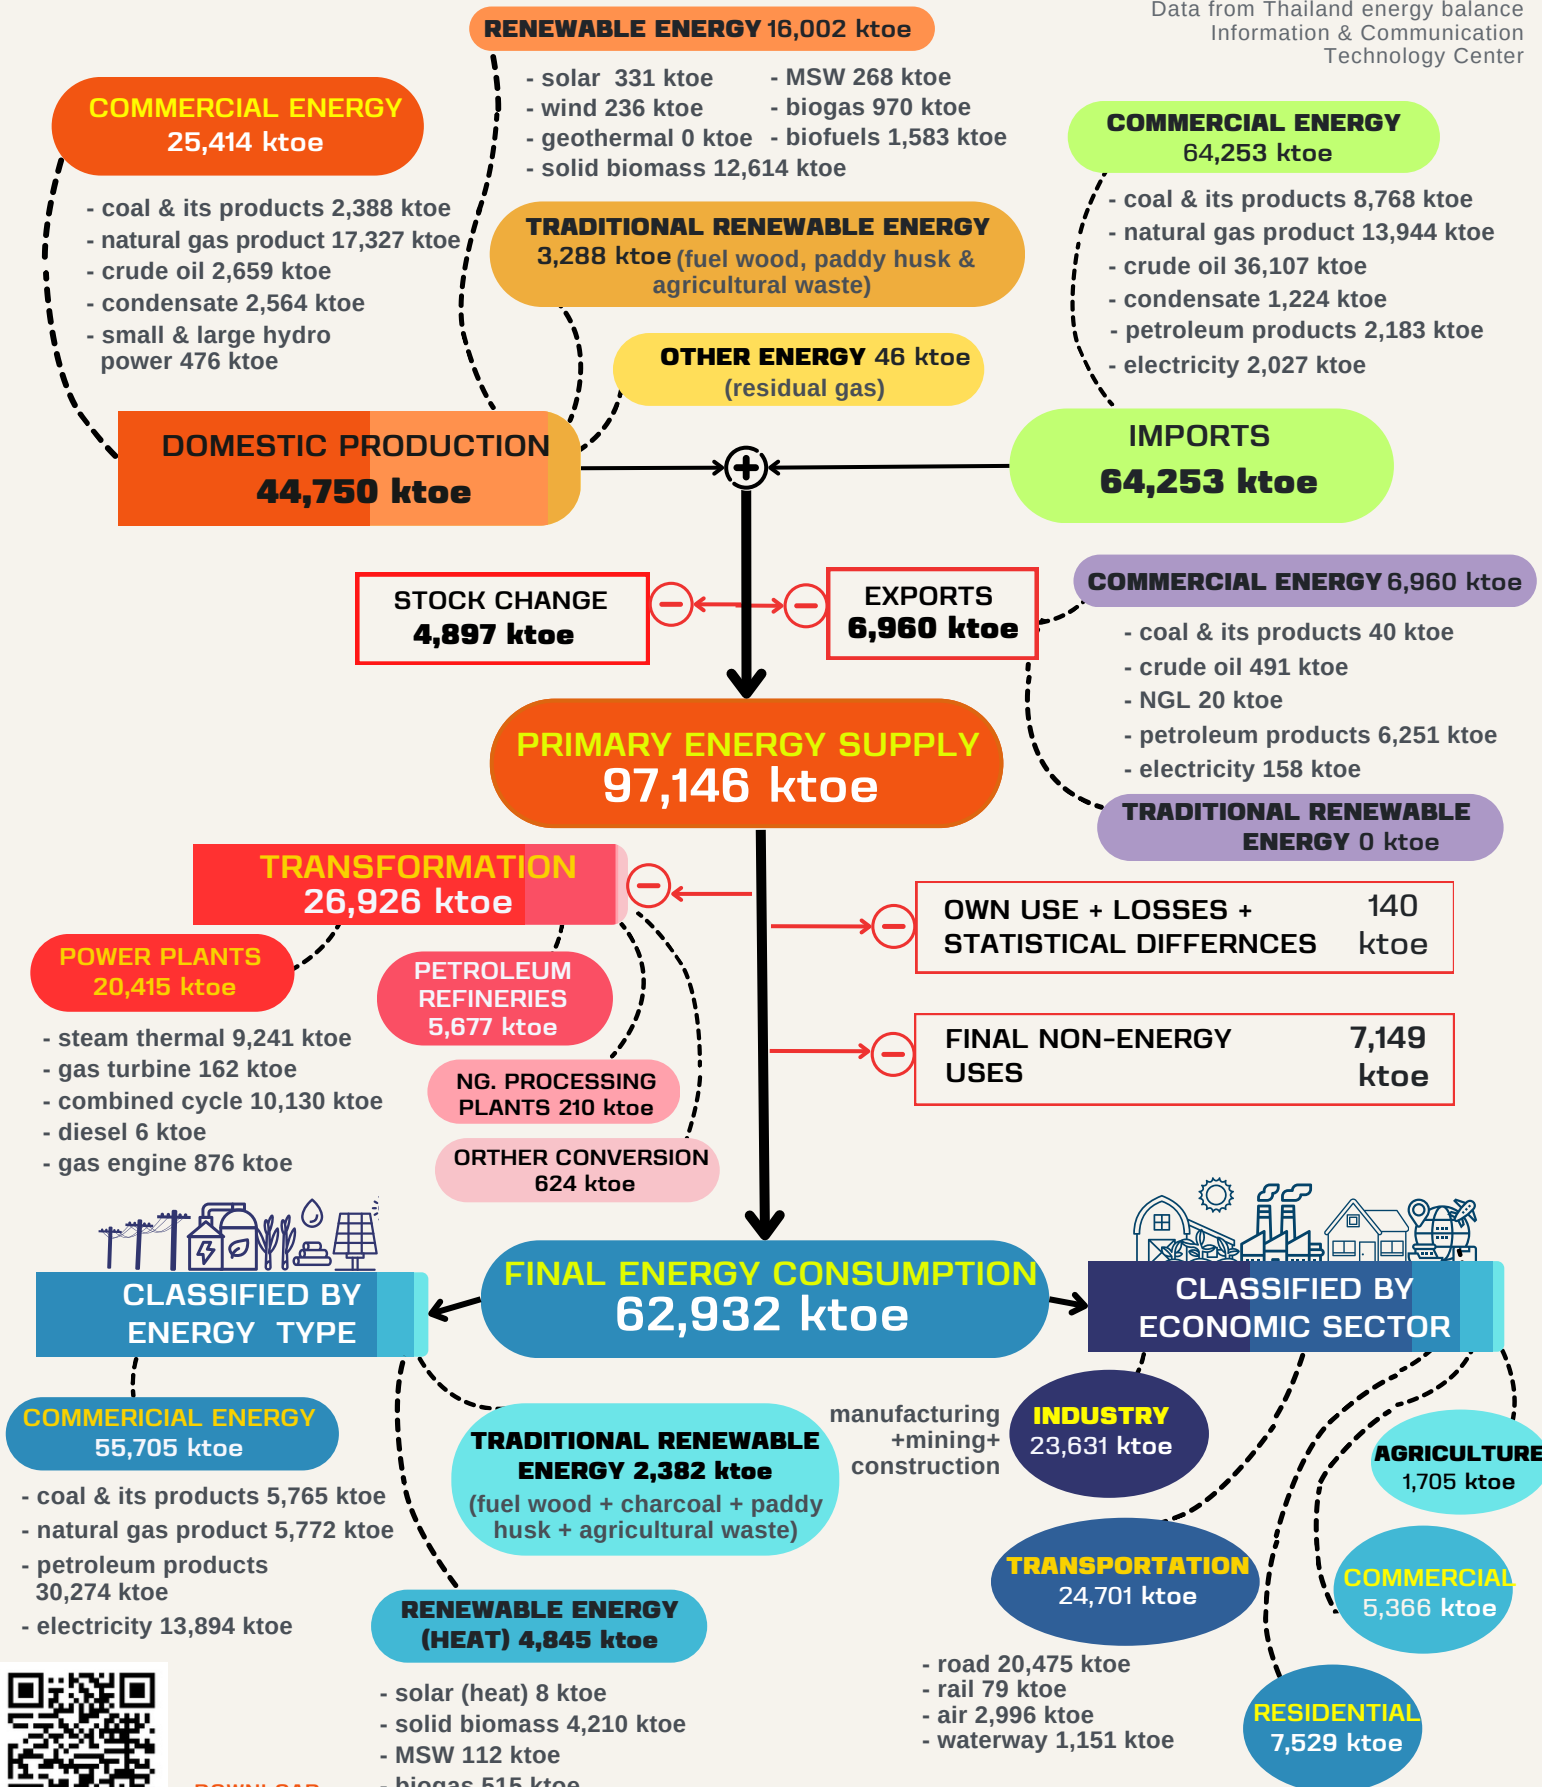 Data from Thailand energy balance
Information & Communication
Technology Center
RENEWABLE ENERGY 16,002 ktoe
- solar 331 ktoe
- wind 236 ktoe
- geothermal 0 ktoe
- solid biomass 12,614 ktoe
- MSW 268 ktoe
- biogas 970 ktoe
- biofuels 1,583 ktoe
COMMERCIAL ENERGY
25,414 ktoe
- coal & its products 2,388 ktoe
- natural gas product 17,327 ktoe
- crude oil 2,659 ktoe
- condensate 2,564 ktoe
- small & large hydro
power 476 ktoe
TRADITIONAL RENEWABLE ENERGY
3,288 ktoe (fuel wood, paddy husk &
agricultural waste)
OTHER ENERGY 46 ktoe
(residual gas)
COMMERCIAL ENERGY
64,253 ktoe
- coal & its products 8,768 ktoe
- natural gas product 13,944 ktoe
- crude oil 36,107 ktoe
- condensate 1,224 ktoe
- petroleum products 2,183 ktoe
- electricity 2,027 ktoe
DOMESTIC PRODUCTION
44,750 ktoe
IMPORTS
64,253 ktoe
STOCK CHANGE
4,897 ktoe
EXPORTS
6,960 ktoe
COMMERCIAL ENERGY 6,960 ktoe
- coal & its products 40 ktoe
- crude oil 491 ktoe
- NGL 20 ktoe
- petroleum products 6,251 ktoe
- electricity 158 ktoe
TRADITIONAL RENEWABLE
ENERGY 0 ktoe
PRIMARY ENERGY SUPPLY
97,146 ktoe
TRANSFORMATION
26,926 ktoe
POWER PLANTS
20,415 ktoe
- steam thermal 9,241 ktoe
- gas turbine 162 ktoe
- combined cycle 10,130 ktoe
- diesel 6 ktoe
- gas engine 876 ktoe
PETROLEUM
REFINERIES
5,677 ktoe
NG. PROCESSING
PLANTS 210 ktoe
ORTHER CONVERSION
624 ktoe
OWN USE + LOSSES +
STATISTICAL DIFFERNCES
140
ktoe
FINAL NON-ENERGY
USES
7,149
ktoe
FINAL ENERGY CONSUMPTION
62,932 ktoe
CLASSIFIED BY
ENERGY TYPE
CLASSIFIED BY
ECONOMIC SECTOR
COMMERICIAL ENERGY
55,705 ktoe
- coal & its products 5,765 ktoe
- natural gas product 5,772 ktoe
- petroleum products
30,274 ktoe
- electricity 13,894 ktoe
TRADITIONAL RENEWABLE
ENERGY 2,382 ktoe
(fuel wood + charcoal + paddy
husk + agricultural waste)
RENEWABLE ENERGY
(HEAT) 4,845 ktoe
- solar (heat) 8 ktoe
- solid biomass 4,210 ktoe
- MSW 112 ktoe
- biogas 515 ktoe
manufacturing
+mining+
construction
INDUSTRY
23,631 ktoe
TRANSPORTATION
24,701 ktoe
- road 20,475 ktoe
- rail 79 ktoe
- air 2,996 ktoe
- waterway 1,151 ktoe
AGRICULTURE
1,705 ktoe
COMMERCIAL
5,366 ktoe
RESIDENTIAL
7,529 ktoe